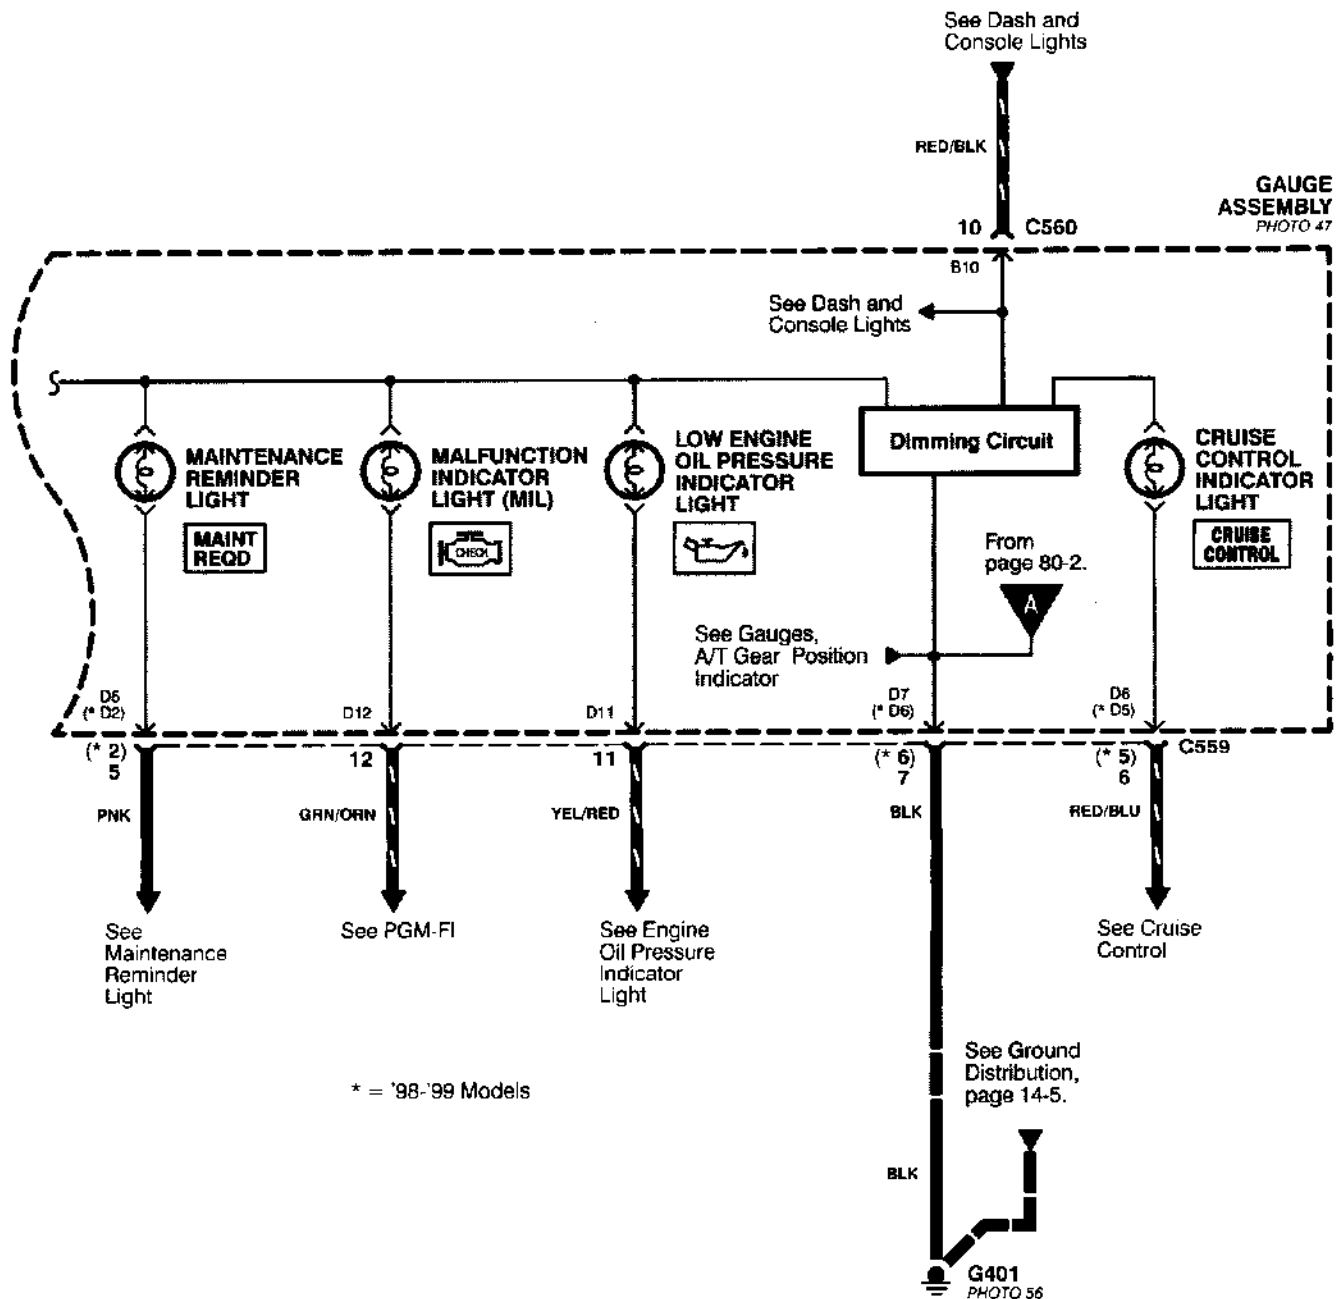 See Dash and
Console Lights
RED/BLK
GAUGE
ASSEMBLY
PHOTO 47
10 C560
B10
See Dash and
Console Lights
MAINTENANCE
REMINDER
LIGHT
MAINT
REQD
MALFUNCTION
INDICATOR
LIGHT (MIL)
CHECK
LOW ENGINE
OIL PRESSURE
INDICATOR
LIGHT
Dimming Circuit
CRUISE
CONTROL
INDICATOR
LIGHT
CRUISE
CONTROL
From
page 80-2.
A
See Gauges,
A/T Gear Position
Indicator
D5
(* D2)
D12
D11
D7
(* D6)
D6
(* D5)
(* 2)
5
12
11
(* 6)
7
(* 5)
6
C559
PNK
GRN/ORN
YEL/RED
BLK
RED/BLU
See
Maintenance
Reminder
Light
See PGM-FI
See Engine
Oil Pressure
Indicator
Light
See Cruise
Control
See Ground
Distribution,
page 14-5.
* = '98-'99 Models
BLK
G401
PHOTO 56